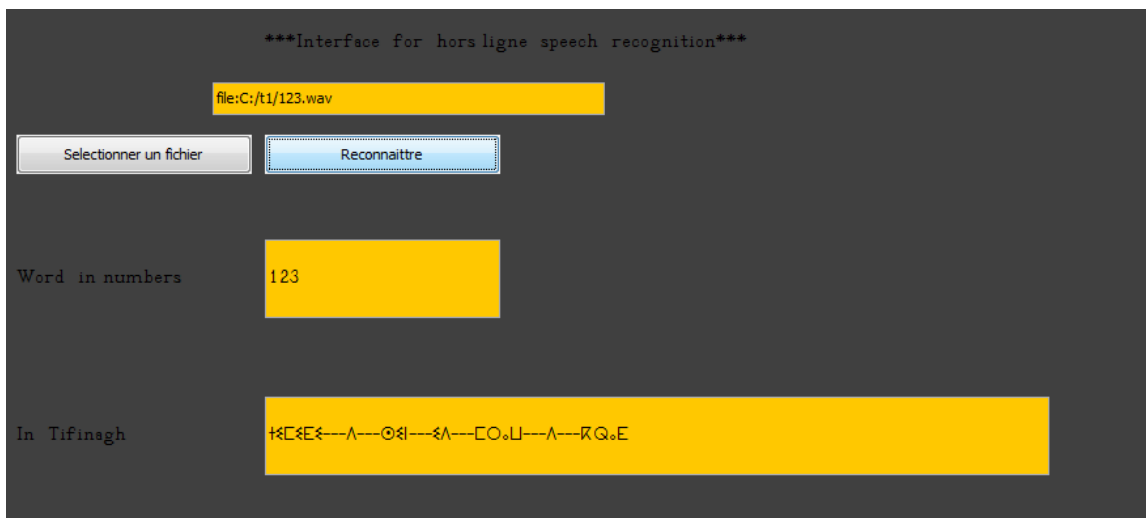 ***Interface for hors ligne speech recognition***
file:C:/t1/123.wav
Selectionner un fichier Reconnaittre
Word in numbers 123
In Tifinagh ⵜⵉⵎⵉⴹⵉ---ⴷ---ⵙⵉⵏ---ⵉⴷ---ⵎⵔⴰⵡ---ⴷ---ⴽⵕⴰⴹ